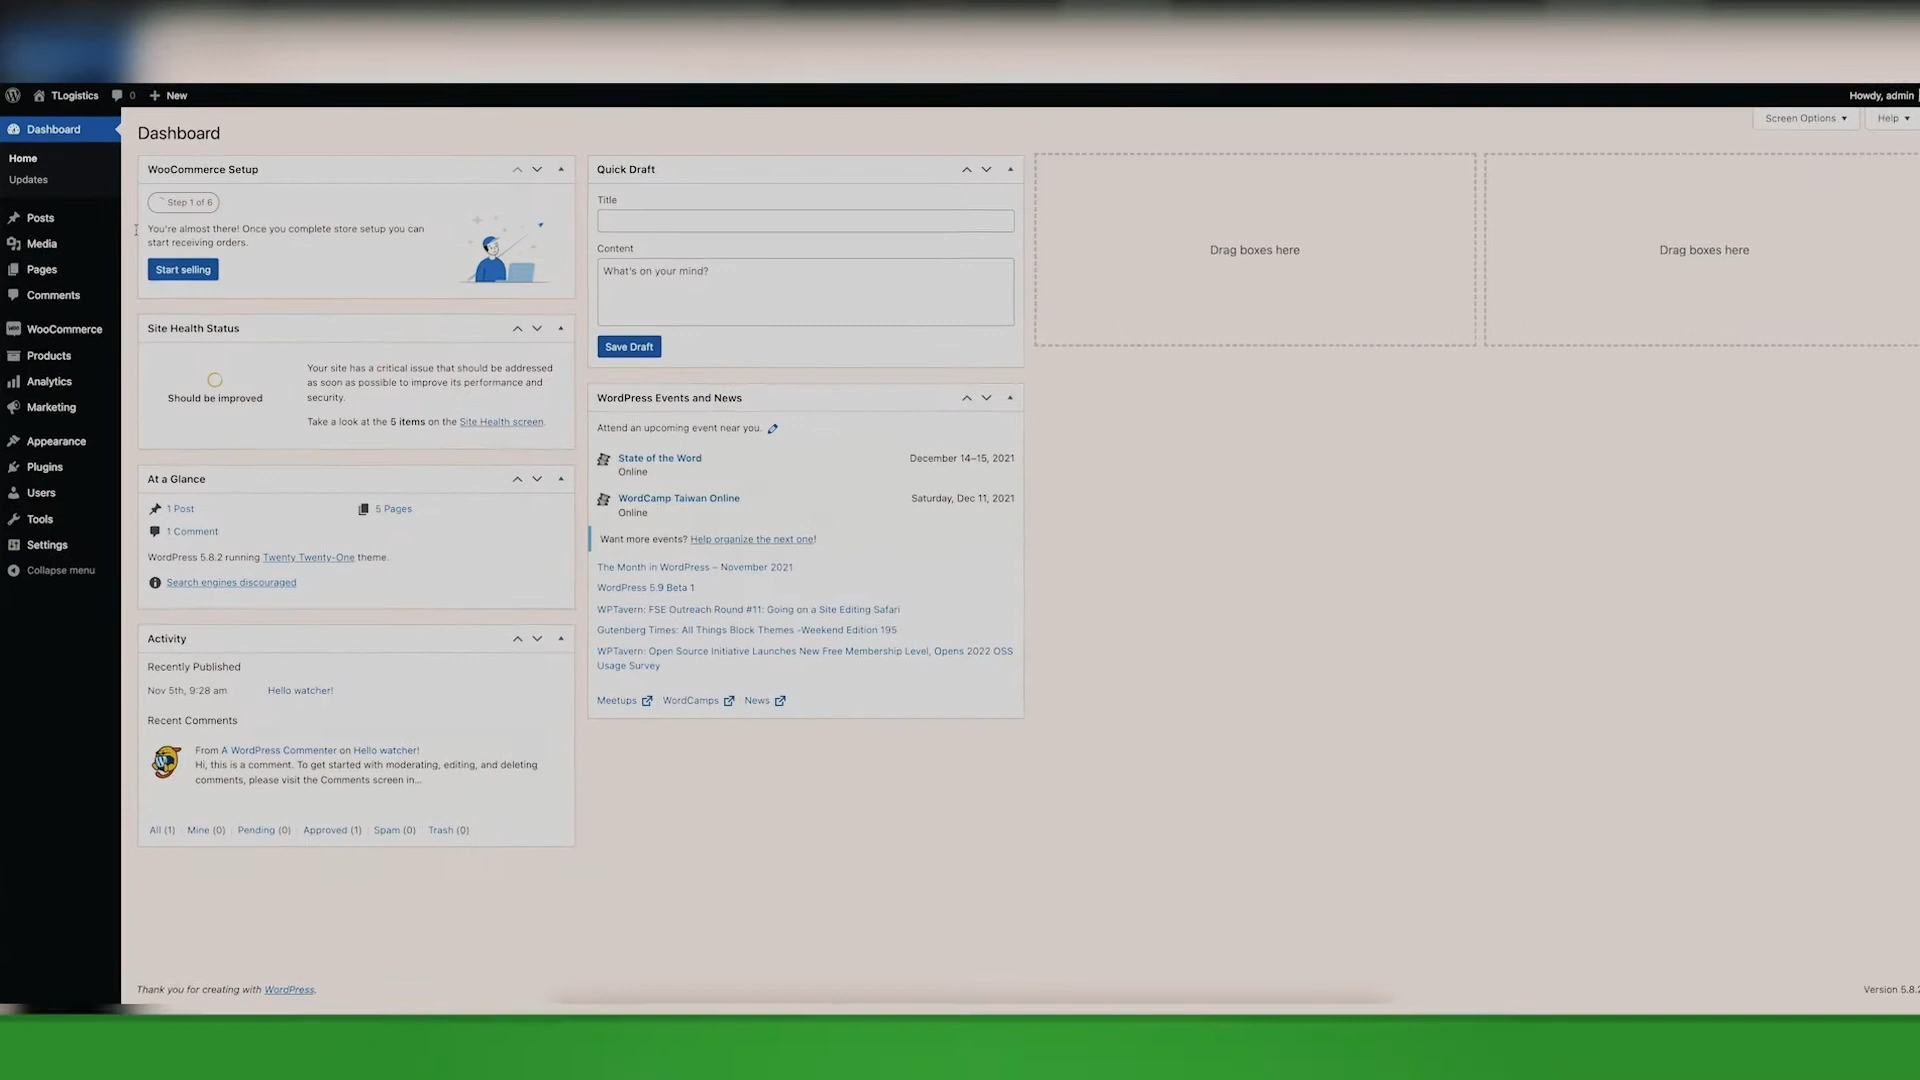 TLogistics 0 New
Howdy, admin
Dashboard
Home
Updates
Posts
Media
Pages
Comments
WooCommerce
Products
Analytics
Marketing
Appearance
Plugins
Users
Tools
Settings
Collapse menu
Dashboard
Screen Options
Help
WooCommerce Setup
Step 1 of 6
You're almost there! Once you complete store setup you can
start receiving orders.
Start selling
Site Health Status
Should be improved
Your site has a critical issue that should be addressed
as soon as possible to improve its performance and
security.
Take a look at the 5 items on the Site Health screen.
At a Glance
1 Post
5 Pages
1 Comment
WordPress 5.8.2 running Twenty Twenty-One theme.
Search engines discouraged
Activity
Recently Published
Nov 5th, 9:28 am Hello watcher!
Recent Comments
From A WordPress Commenter on Hello watcher!
Hi, this is a comment. To get started with moderating, editing, and deleting
comments, please visit the Comments screen in...
All (1) | Mine (0) | Pending (0) | Approved (1) | Spam (0) | Trash (0)
Quick Draft
Title
Content
What's on your mind?
Save Draft
WordPress Events and News
Attend an upcoming event near you.
State of the Word
December 14–15, 2021
Online
WordCamp Taiwan Online
Saturday, Dec 11, 2021
Online
Want more events? Help organize the next one!
The Month in WordPress – November 2021
WordPress 5.9 Beta 1
WPTavern: FSE Outreach Round #11: Going on a Site Editing Safari
Gutenberg Times: All Things Block Themes -Weekend Edition 195
WPTavern: Open Source Initiative Launches New Free Membership Level, Opens 2022 OSS
Usage Survey
Meetups | WordCamps | News
Drag boxes here
Drag boxes here
Thank you for creating with WordPress.
Version 5.8.2